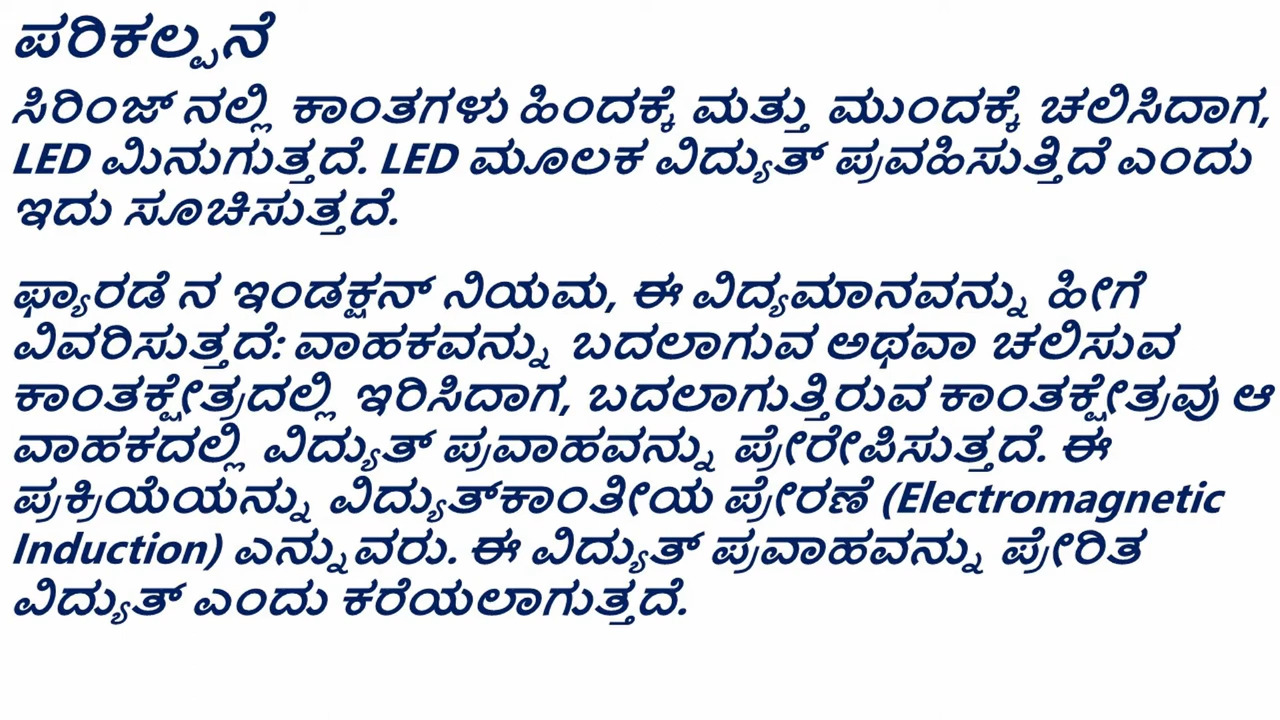 ಪರಿಕಲ್ಪನೆ
ಸಿರಿಂಜ್ ನಲ್ಲಿ ಕಾಂತಗಳು ಹಿಂದಕ್ಕೆ ಮತ್ತು ಮುಂದಕ್ಕೆ ಚಲಿಸಿದಾಗ,
LED ಮಿನುಗುತ್ತದೆ. LED ಮೂಲಕ ವಿದ್ಯುತ್ ಪ್ರವಹಿಸುತ್ತಿದೆ ಎಂದು
ಇದು ಸೂಚಿಸುತ್ತದೆ.
ಫ್ಯಾರಡೆ ನ ಇಂಡಕ್ಷನ್ ನಿಯಮ, ಈ ವಿದ್ಯಮಾನವನ್ನು ಹೀಗೆ
ವಿವರಿಸುತ್ತದೆ: ವಾಹಕವನ್ನು ಬದಲಾಗುವ ಅಥವಾ ಚಲಿಸುವ
ಕಾಂತಕ್ಷೇತ್ರದಲ್ಲಿ ಇರಿಸಿದಾಗ, ಬದಲಾಗುತ್ತಿರುವ ಕಾಂತಕ್ಷೇತ್ರವು ಆ
ವಾಹಕದಲ್ಲಿ ವಿದ್ಯುತ್ ಪ್ರವಾಹವನ್ನು ಪ್ರೇರೇಪಿಸುತ್ತದೆ. ಈ
ಪ್ರಕ್ರಿಯೆಯನ್ನು ವಿದ್ಯುತ್‌ಕಾಂತೀಯ ಪ್ರೇರಣೆ (Electromagnetic
Induction) ಎನ್ನುವರು. ಈ ವಿದ್ಯುತ್ ಪ್ರವಾಹವನ್ನು ಪ್ರೇರಿತ
ವಿದ್ಯುತ್ ಎಂದು ಕರೆಯಲಾಗುತ್ತದೆ.